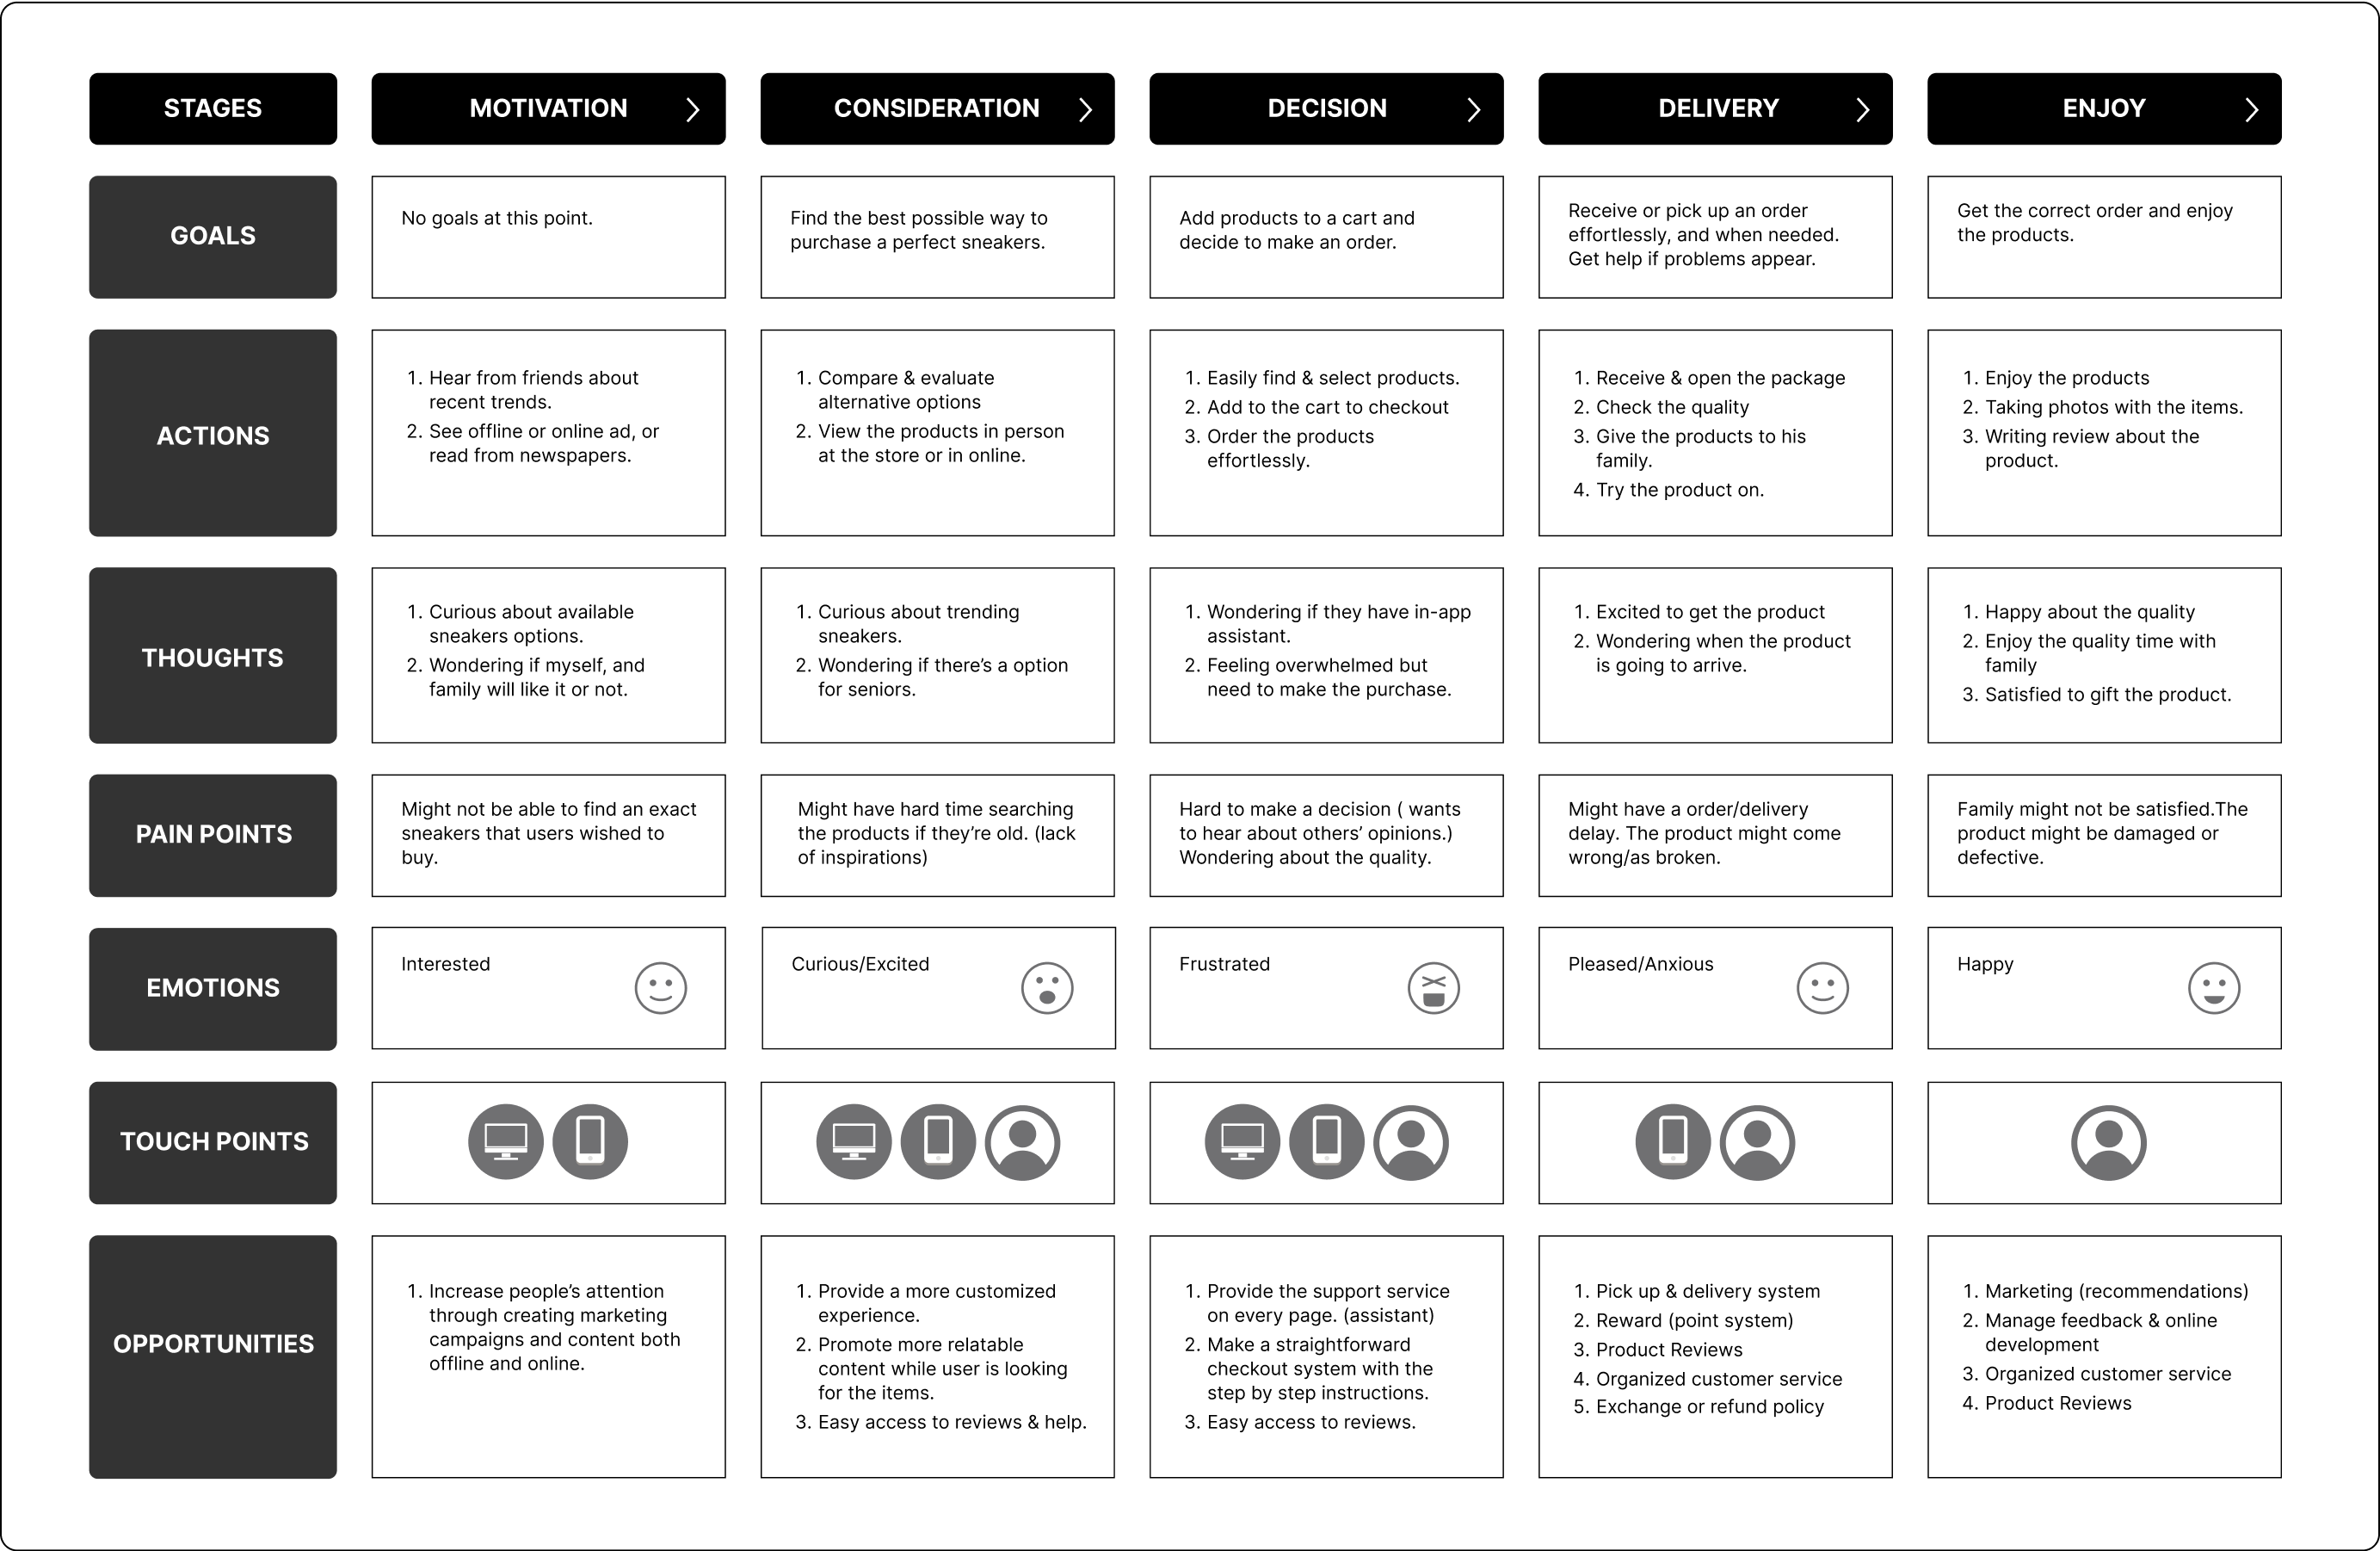 STAGES
MOTIVATION
CONSIDERATION
DECISION
DELIVERY
ENJOY
GOALS
No goals at this point.
Find the best possible way to
purchase a perfect sneakers.
Add products to a cart and
decide to make an order.
Receive or pick up an order
effortlessly, and when needed.
Get help if problems appear.
Get the correct order and enjoy
the products.
ACTIONS
1. Hear from friends about
recent trends.
2. See offline or online ad, or
read from newspapers.
1. Compare & evaluate
alternative options
2. View the products in person
at the store or in online.
1. Easily find & select products.
2. Add to the cart to checkout
3. Order the products
effortlessly.
1. Receive & open the package
2. Check the quality
3. Give the products to his
family.
4. Try the product on.
1. Enjoy the products
2. Taking photos with the items.
3. Writing review about the
product.
THOUGHTS
1. Curious about available
sneakers options.
2. Wondering if myself, and
family will like it or not.
1. Curious about trending
sneakers.
2. Wondering if there's a option
for seniors.
1. Wondering if they have in-app
assistant.
2. Feeling overwhelmed but
need to make the purchase.
1. Excited to get the product
2. Wondering when the product
is going to arrive.
1. Happy about the quality
2. Enjoy the quality time with
family
3. Satisfied to gift the product.
PAIN POINTS
Might not be able to find an exact
sneakers that users wished to
buy.
Might have hard time searching
the products if they're old. (lack
of inspirations)
Hard to make a decision ( wants
to hear about others' opinions.)
Wondering about the quality.
Might have a order/delivery
delay. The product might come
wrong/as broken.
Family might not be satisfied.The
product might be damaged or
defective.
EMOTIONS
Interested
Curious/Excited
Frustrated
Pleased/Anxious
Happy
TOUCH POINTS
OPPORTUNITIES
1. Increase people's attention
through creating marketing
campaigns and content both
offline and online.
1. Provide a more customized
experience.
2. Promote more relatable
content while user is looking
for the items.
3. Easy access to reviews & help.
1. Provide the support service
on every page. (assistant)
2. Make a straightforward
checkout system with the
step by step instructions.
3. Easy access to reviews.
1. Pick up & delivery system
2. Reward (point system)
3. Product Reviews
4. Organized customer service
5. Exchange or refund policy
1. Marketing (recommendations)
2. Manage feedback & online
development
3. Organized customer service
4. Product Reviews